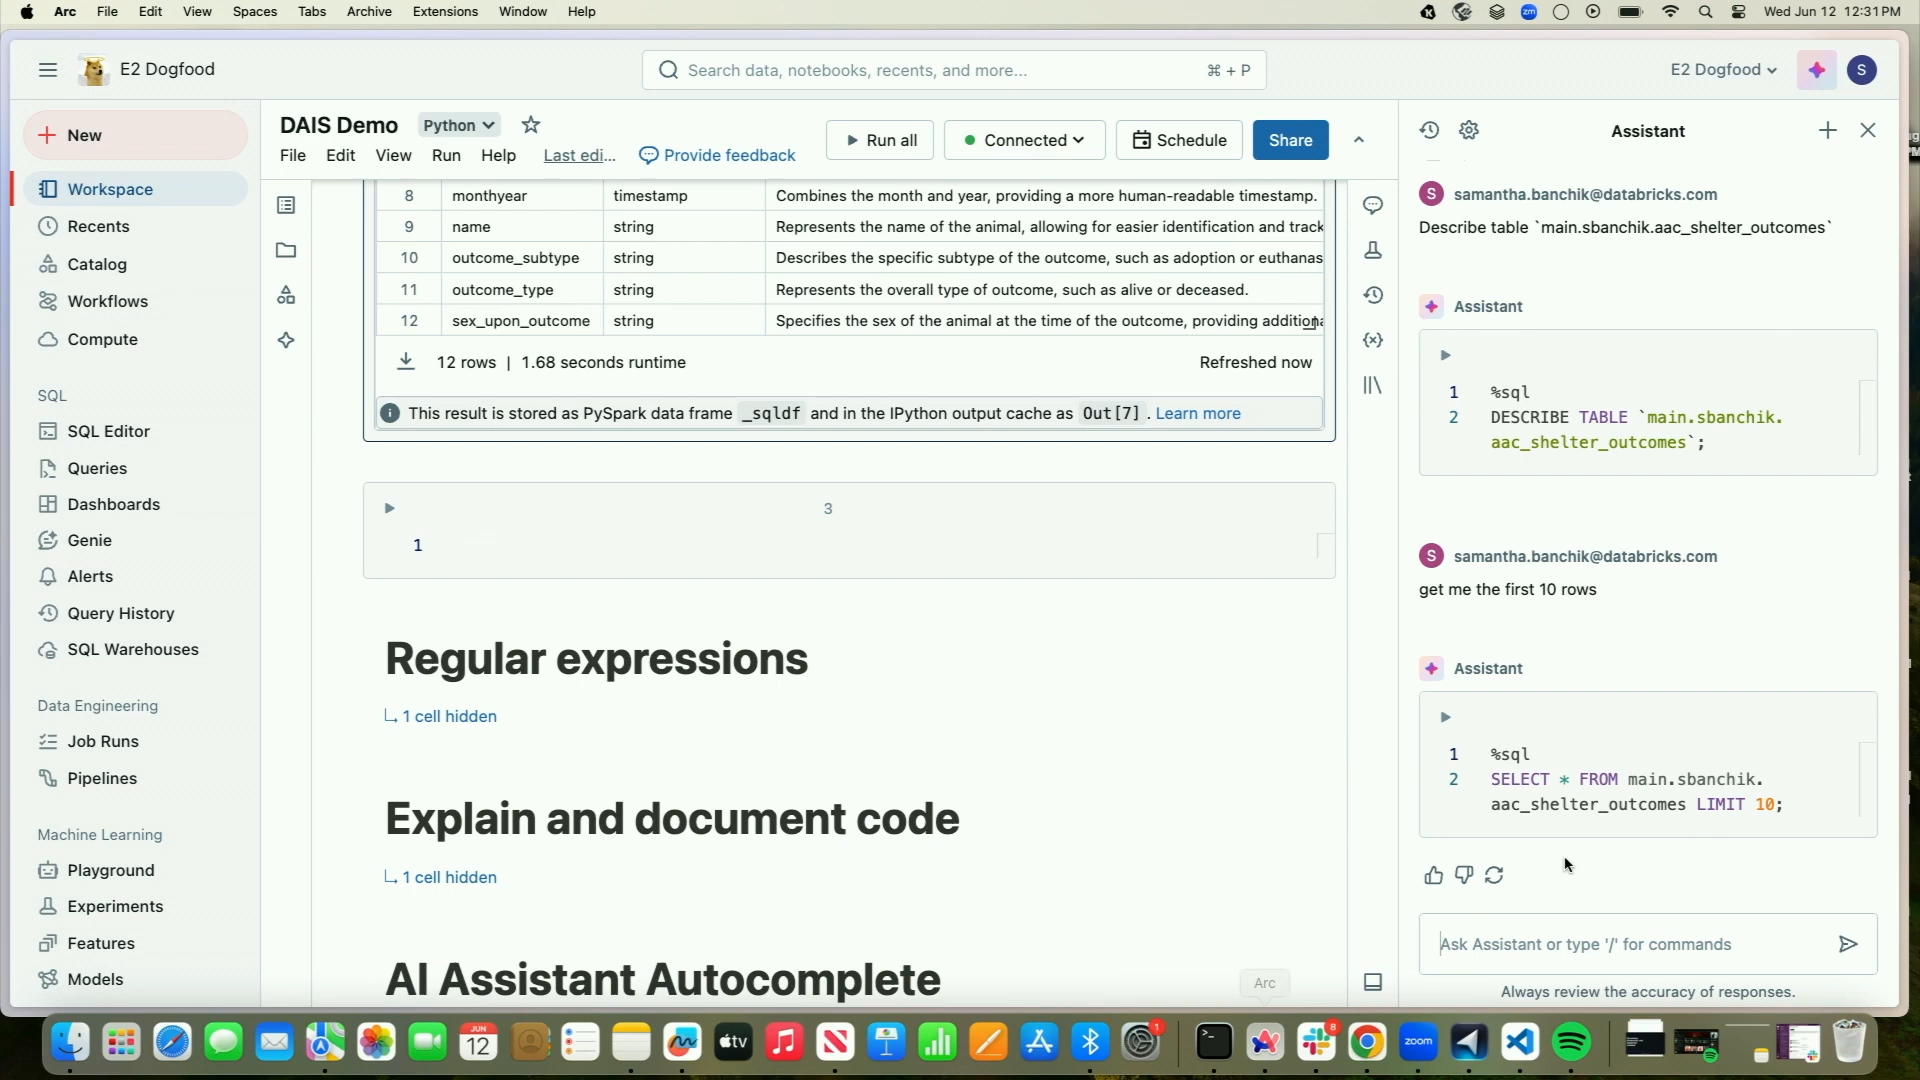 Arc File Edit View Spaces Tabs Archive Extensions Window Help
zm
Wed Jun 12 12:31 PM
E2 Dogfood
Search data, notebooks, recents, and more...
⌘ + P
E2 Dogfood
S
New
Workspace
Recents
Catalog
Workflows
Compute
SQL
SQL Editor
Queries
Dashboards
Genie
Alerts
Query History
SQL Warehouses
Data Engineering
Job Runs
Pipelines
Machine Learning
Playground
Experiments
Features
Models
DAIS Demo
Python
File Edit View Run Help Last edi... Provide feedback
Run all
Connected
Schedule
Share
8 monthyear timestamp Combines the month and year, providing a more human-readable timestamp.
9 name string Represents the name of the animal, allowing for easier identification and track
10 outcome_subtype string Describes the specific subtype of the outcome, such as adoption or euthanas
11 outcome_type string Represents the overall type of outcome, such as alive or deceased.
12 sex_upon_outcome string Specifies the sex of the animal at the time of the outcome, providing additiona
12 rows | 1.68 seconds runtime
Refreshed now
This result is stored as PySpark data frame _sqldf and in the IPython output cache as Out[7] . Learn more
3
1
Regular expressions
1 cell hidden
Explain and document code
1 cell hidden
AI Assistant Autocomplete
Arc
Assistant
S samantha.banchik@databricks.com
Describe table `main.sbanchik.aac_shelter_outcomes`
Assistant
1 %sql
2 DESCRIBE TABLE `main.sbanchik.
aac_shelter_outcomes`;
S samantha.banchik@databricks.com
get me the first 10 rows
Assistant
1 %sql
2 SELECT * FROM main.sbanchik.
aac_shelter_outcomes LIMIT 10;
Ask Assistant or type '/' for commands
Always review the accuracy of responses.
JUN
12
tv
1
8
zoom